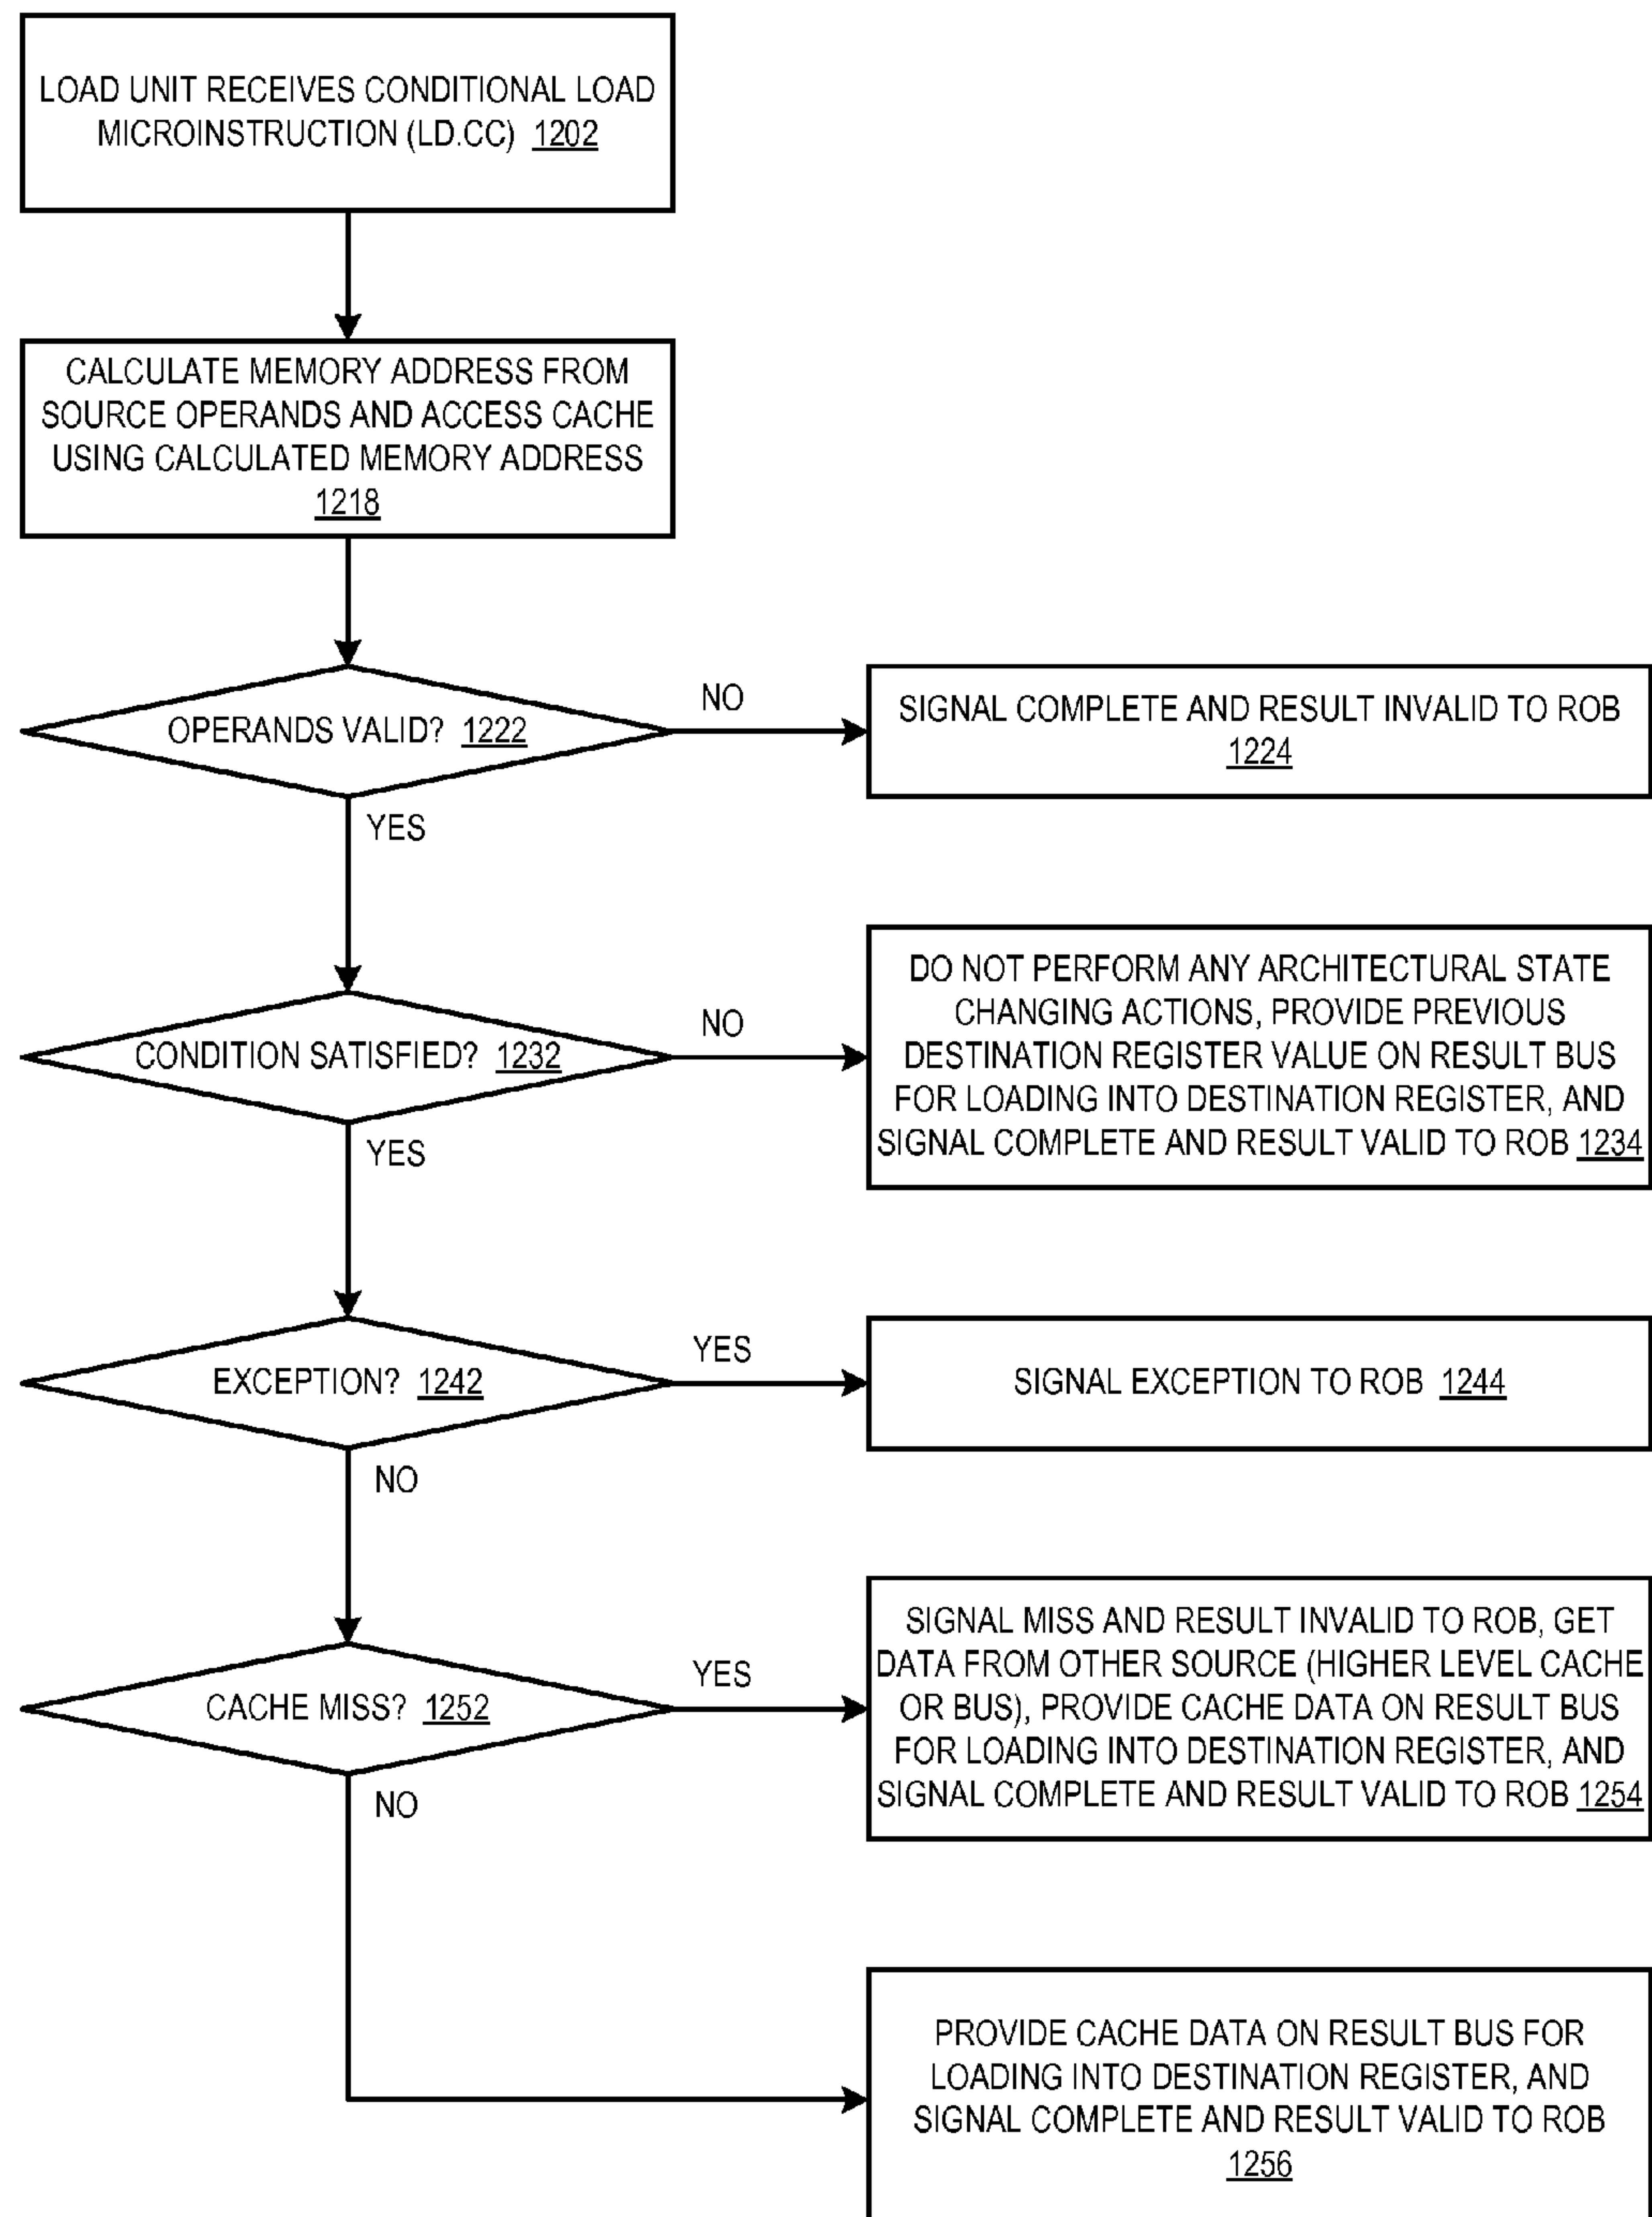 LOAD UNIT RECEIVES CONDITIONAL LOAD
MICROINSTRUCTION (LD.CC) 1202
CALCULATE MEMORY ADDRESS FROM
SOURCE OPERANDS AND ACCESS CACHE
USING CALCULATED MEMORY ADDRESS
1218
OPERANDS VALID? 1222
NO
SIGNAL COMPLETE AND RESULT INVALID TO ROB
1224
YES
CONDITION SATISFIED? 1232
NO
DO NOT PERFORM ANY ARCHITECTURAL STATE
CHANGING ACTIONS, PROVIDE PREVIOUS
DESTINATION REGISTER VALUE ON RESULT BUS
FOR LOADING INTO DESTINATION REGISTER, AND
SIGNAL COMPLETE AND RESULT VALID TO ROB 1234
YES
EXCEPTION? 1242
YES
SIGNAL EXCEPTION TO ROB 1244
NO
CACHE MISS? 1252
YES
SIGNAL MISS AND RESULT INVALID TO ROB, GET
DATA FROM OTHER SOURCE (HIGHER LEVEL CACHE
OR BUS), PROVIDE CACHE DATA ON RESULT BUS
FOR LOADING INTO DESTINATION REGISTER, AND
SIGNAL COMPLETE AND RESULT VALID TO ROB 1254
NO
PROVIDE CACHE DATA ON RESULT BUS FOR
LOADING INTO DESTINATION REGISTER, AND
SIGNAL COMPLETE AND RESULT VALID TO ROB
1256